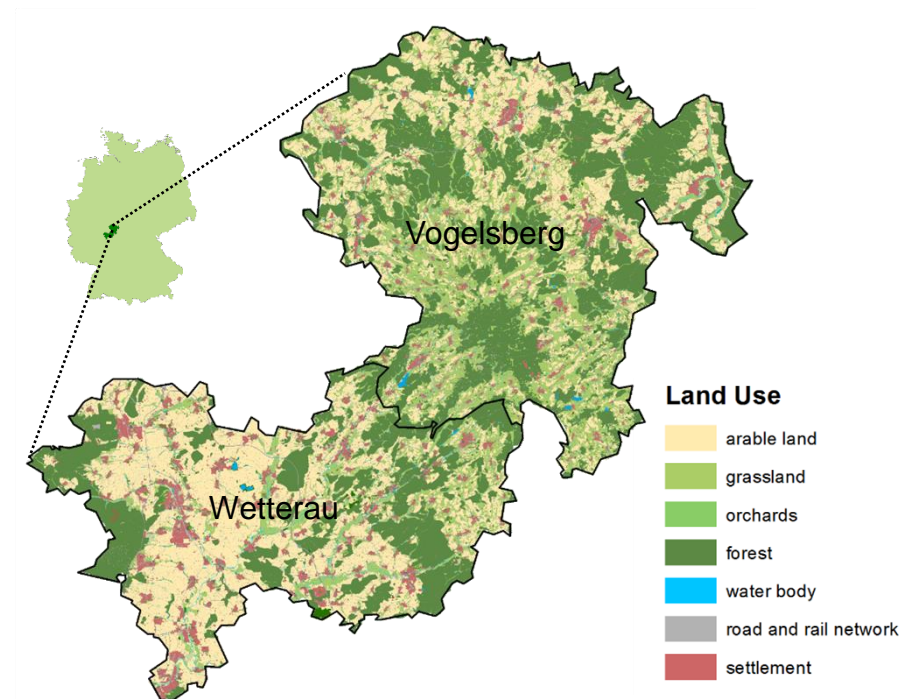 Vogelsberg
Wetterau
Land Use
arable land
grassland
orchards
forest
water body
road and rail network
settlement